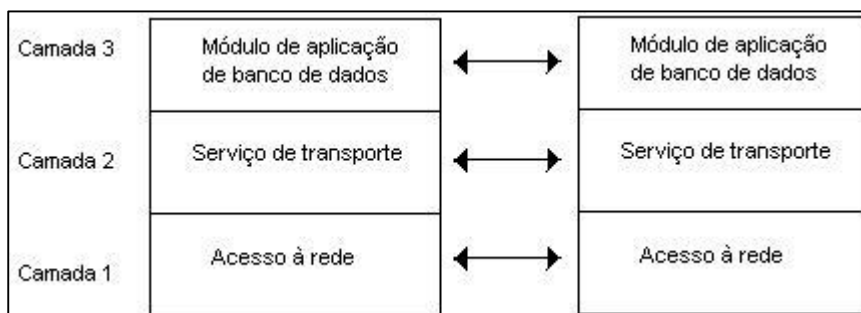 Camada 3
Módulo de aplicação
de banco de dados
Módulo de aplicação
de banco de dados
Camada 2
Serviço de transporte
Serviço de transporte
Camada 1
Acesso à rede
Acesso à rede